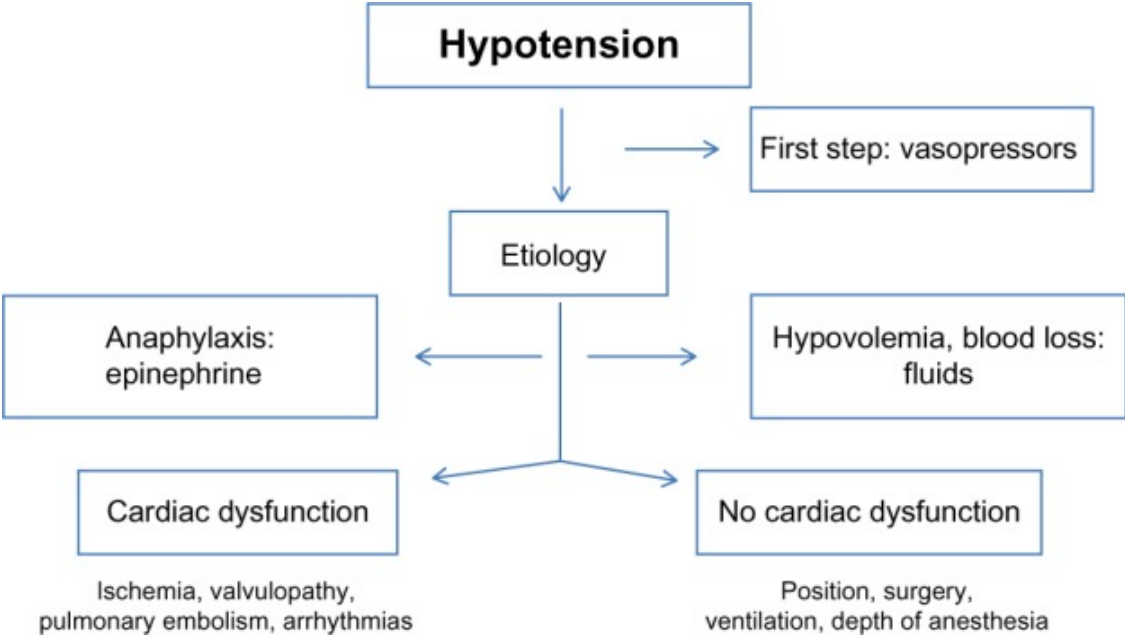 Hypotension
First step: vasopressors
Etiology
Anaphylaxis:
epinephrine
Hypovolemia, blood loss:
fluids
Cardiac dysfunction
No cardiac dysfunction
Ischemia, valvulopathy,
pulmonary embolism, arrhythmias
Position, surgery,
ventilation, depth of anesthesia